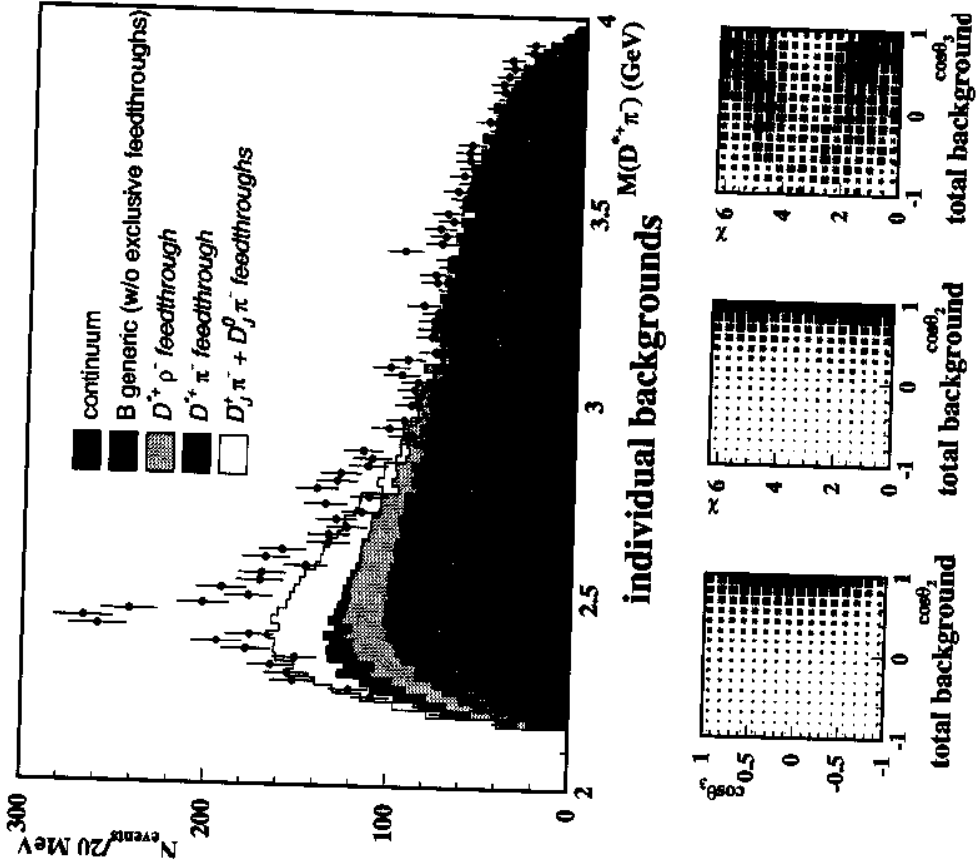 N_events/20 MeV
300
200
100
0
continuum
B generic (w/o exclusive feedthroughs)
D*+ ρ- feedthrough
D*+ π- feedthrough
D_J^+ π- + D_J^0 π- feedthroughs
2
2.5
3
3.5
4
M(D*+π-) (GeV)
individual backgrounds
cosθ3
1
0.5
0
-0.5
-1
-1
0
1
cosθ2
total background
χ
6
4
2
0
-1
0
1
cosθ2
total background
χ
6
4
2
0
-1
0
1
cosθ3
total background